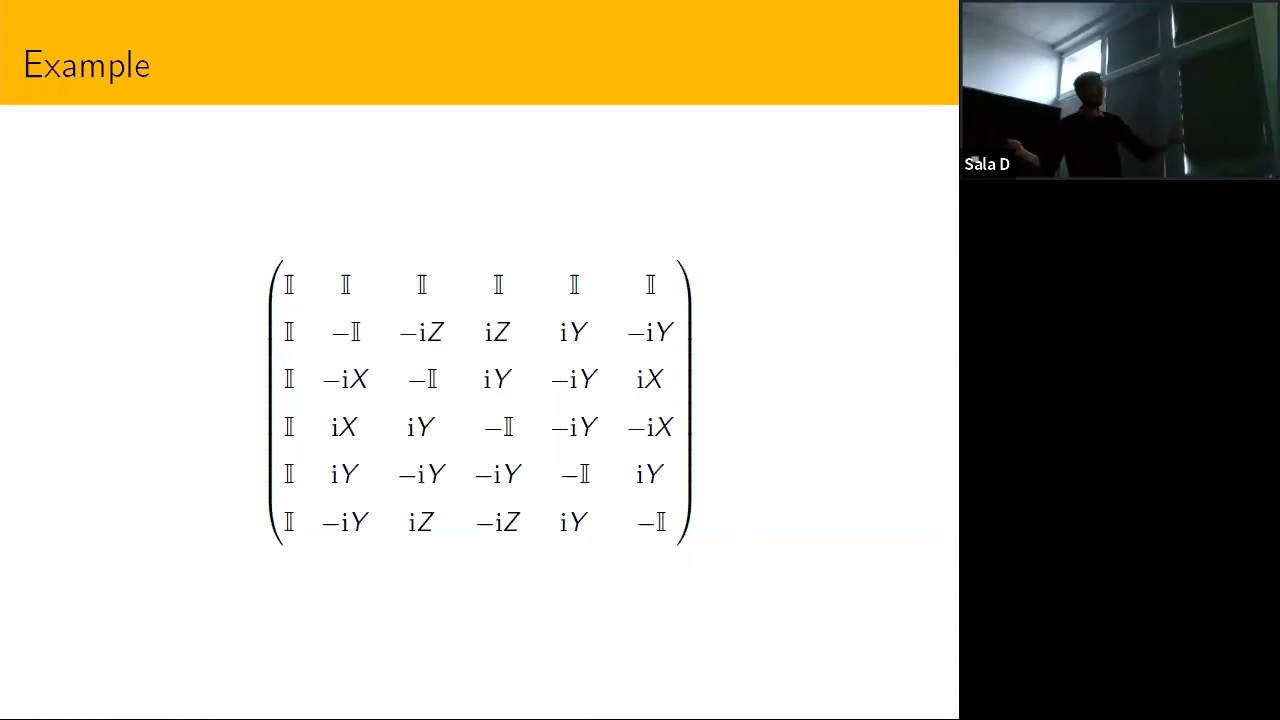 Example
𝕀 𝕀 𝕀 𝕀 𝕀 𝕀
𝕀 −𝕀 −iZ iZ iY −iY
𝕀 −iX −𝕀 iY −iY iX
𝕀 iX iY −𝕀 −iY −iX
𝕀 iY −iY −iY −𝕀 iY
𝕀 −iY iZ −iZ iY −𝕀
Sala D